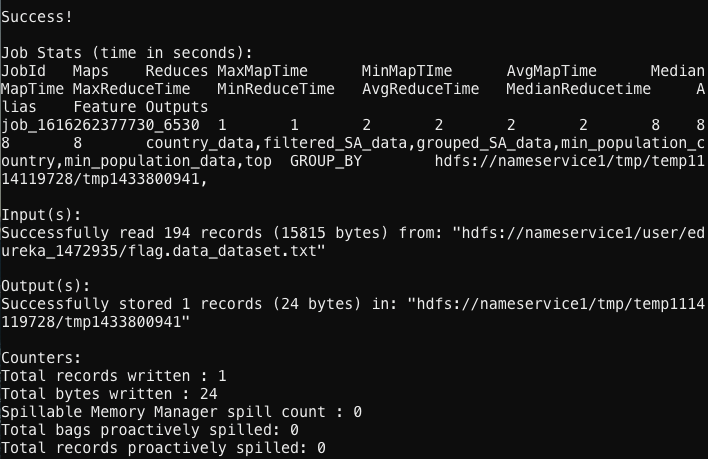 Success!
Job Stats (time in seconds):
JobId   Maps    Reduces MaxMapTime      MinMapTIme      AvgMapTime      Median
MapTime MaxReduceTime   MinReduceTime   AvgReduceTime   MedianReducetime    A
lias    Feature Outputs
job_1616262377730_6530  1       1       2       2       2       2       8    8
8       8       country_data,filtered_SA_data,grouped_SA_data,min_population_c
ountry,min_population_data,top  GROUP_BY        hdfs://nameservice1/tmp/temp11
14119728/tmp1433800941,
Input(s):
Successfully read 194 records (15815 bytes) from: "hdfs://nameservice1/user/ed
ureka_1472935/flag.data_dataset.txt"
Output(s):
Successfully stored 1 records (24 bytes) in: "hdfs://nameservice1/tmp/temp1114
119728/tmp1433800941"
Counters:
Total records written : 1
Total bytes written : 24
Spillable Memory Manager spill count : 0
Total bags proactively spilled: 0
Total records proactively spilled: 0